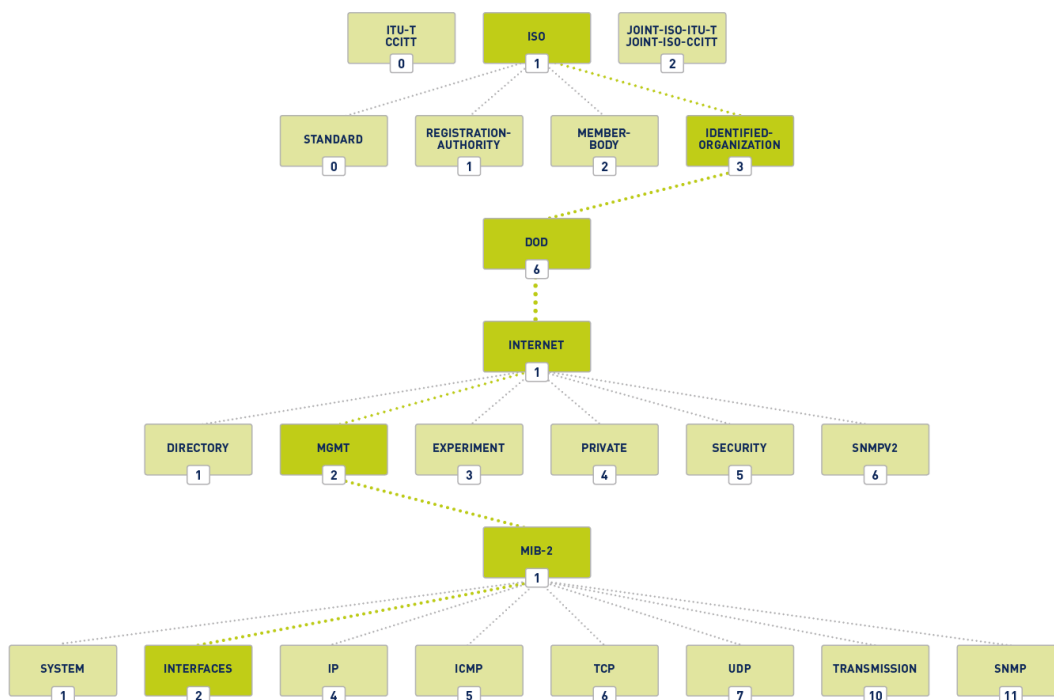 ITU-T
CCITT
0
ISO
1
JOINT-ISO-ITU-T
JOINT-ISO-CCITT
2
STANDARD
0
REGISTRATION-
AUTHORITY
1
MEMBER-
BODY
2
IDENTIFIED-
ORGANIZATION
3
DOD
6
INTERNET
1
DIRECTORY
1
MGMT
2
EXPERIMENT
3
PRIVATE
4
SECURITY
5
SNMPV2
6
MIB-2
1
SYSTEM
1
INTERFACES
2
IP
4
ICMP
5
TCP
6
UDP
7
TRANSMISSION
10
SNMP
11